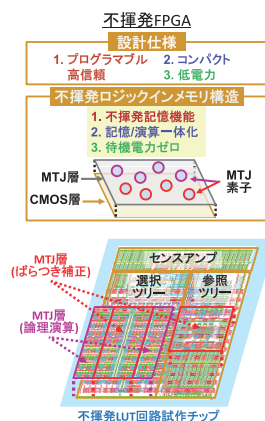 不揮発FPGA
設計仕様
1. プログラマブル 2. コンパクト
高信頼 3. 低電力
不揮発ロジックインメモリ構造
1. 不揮発記憶機能
2. 記憶/演算一体化
3. 待機電力ゼロ
MTJ層
CMOS層
MTJ
素子
センスアンプ
選択
ツリー
参照
ツリー
MTJ層
(ばらつき補正)
MTJ層
(論理演算)
不揮発LUT回路試作チップ